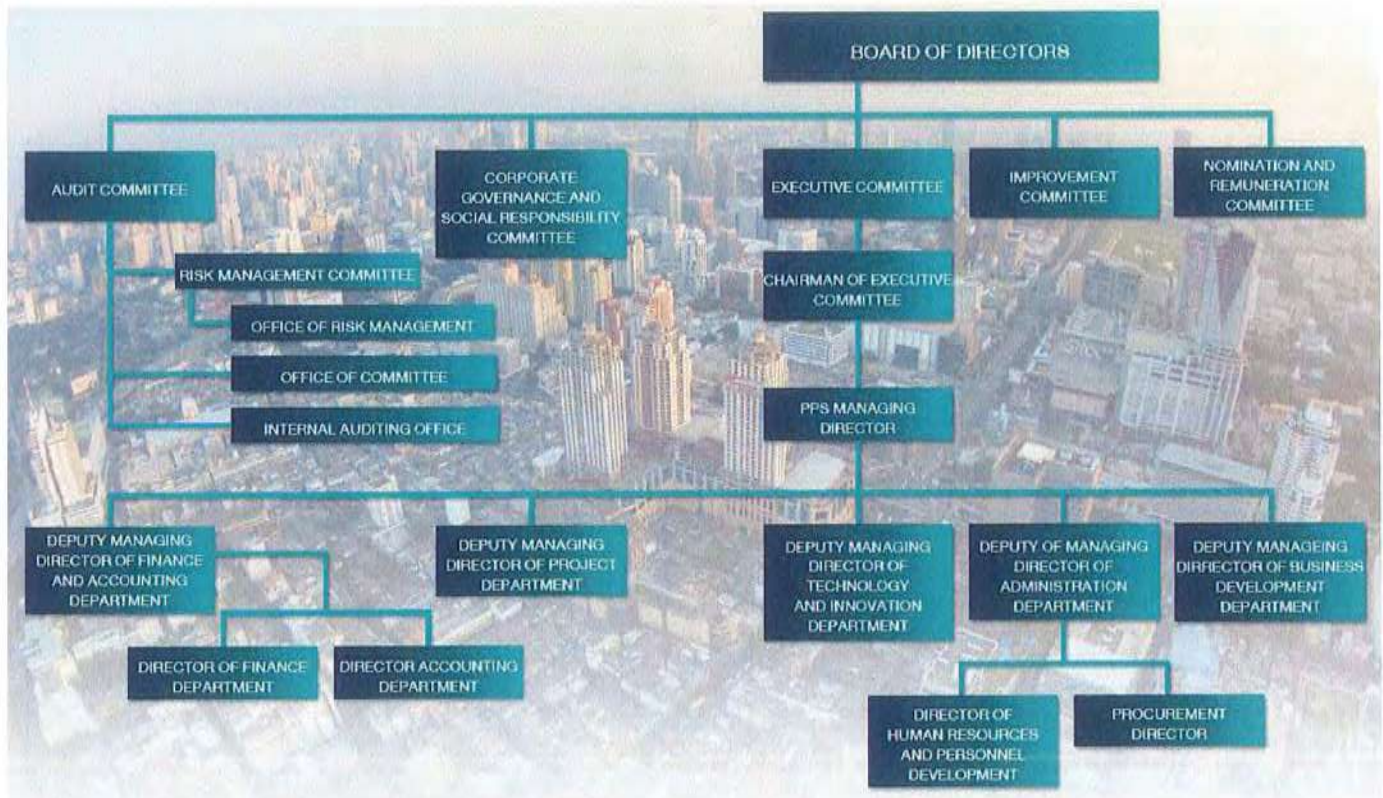 BOARD OF DIRECTORS
AUDIT COMMITTEE
CORPORATE
GOVERNANCE AND
SOCIAL RESPONSIBILITY
COMMITTEE
EXECUTIVE COMMITTEE
IMPROVEMENT
COMMITTEE
NOMINATION AND
REMUNERATION
COMMITTEE
RISK MANAGEMENT COMMITTEE
OFFICE OF RISK MANAGEMENT
OFFICE OF COMMITTEE
INTERNAL AUDITING OFFICE
CHAIRMAN OF EXECUTIVE
COMMITTEE
PPS MANAGING
DIRECTOR
DEPUTY MANAGING
DIRECTOR OF FINANCE
AND ACCOUNTING
DEPARTMENT
DEPUTY MANAGING
DIRECTOR OF PROJECT
DEPARTMENT
DEPUTY MANAGING
DIRECTOR OF
TECHNOLOGY
AND INNOVATION
DEPARTMENT
DEPUTY OF MANAGING
DIRECTOR OF
ADMINISTRATION
DEPARTMENT
DEPUTY MANAGEING
DIRRECTOR OF BUSINESS
DEVELOPMENT
DEPARTMENT
DIRECTOR OF FINANCE
DEPARTMENT
DIRECTOR ACCOUNTING
DEPARTMENT
DIRECTOR OF
HUMAN RESOURCES
AND PERSONNEL
DEVELOPMENT
PROCUREMENT
DIRECTOR